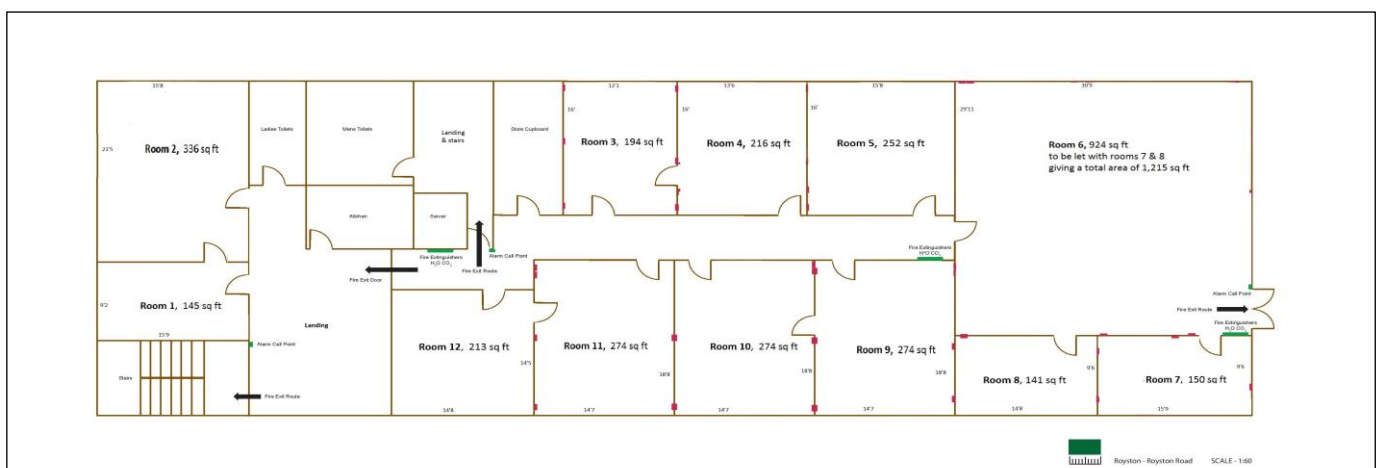 15'8
12'1
13'6
15'8
30'5
21'5
Room 2, 336 sq ft
Ladies Toilets
Mens Toilets
Landing
& stairs
Store Cupboard
16'
Room 3, 194 sq ft
16'
Room 4, 216 sq ft
16'
Room 5, 252 sq ft
29'11
Room 6, 924 sq ft
to be let with rooms 7 & 8
giving a total area of 1,215 sq ft
Kitchen
Server
Fire Extinguishers
H2O CO2
Alarm Call Point
Fire Exit Route
Fire Exit Door
Fire Extinguishers
H²O CO2
9'2
Room 1, 145 sq ft
15'9
Landing
Alarm Call Point
Stairs
Fire Exit Route
Room 12, 213 sq ft
14'5
14'8
Room 11, 274 sq ft
18'8
14'7
Room 10, 274 sq ft
18'8
14'7
Room 9, 274 sq ft
18'8
14'7
Alarm Call Point
Fire Exit Route
Fire Extinguishers
H2O CO2
Room 8, 141 sq ft
9'6
14'8
Room 7, 150 sq ft
9'6
15'9
Royston - Royston Road SCALE - 1:60